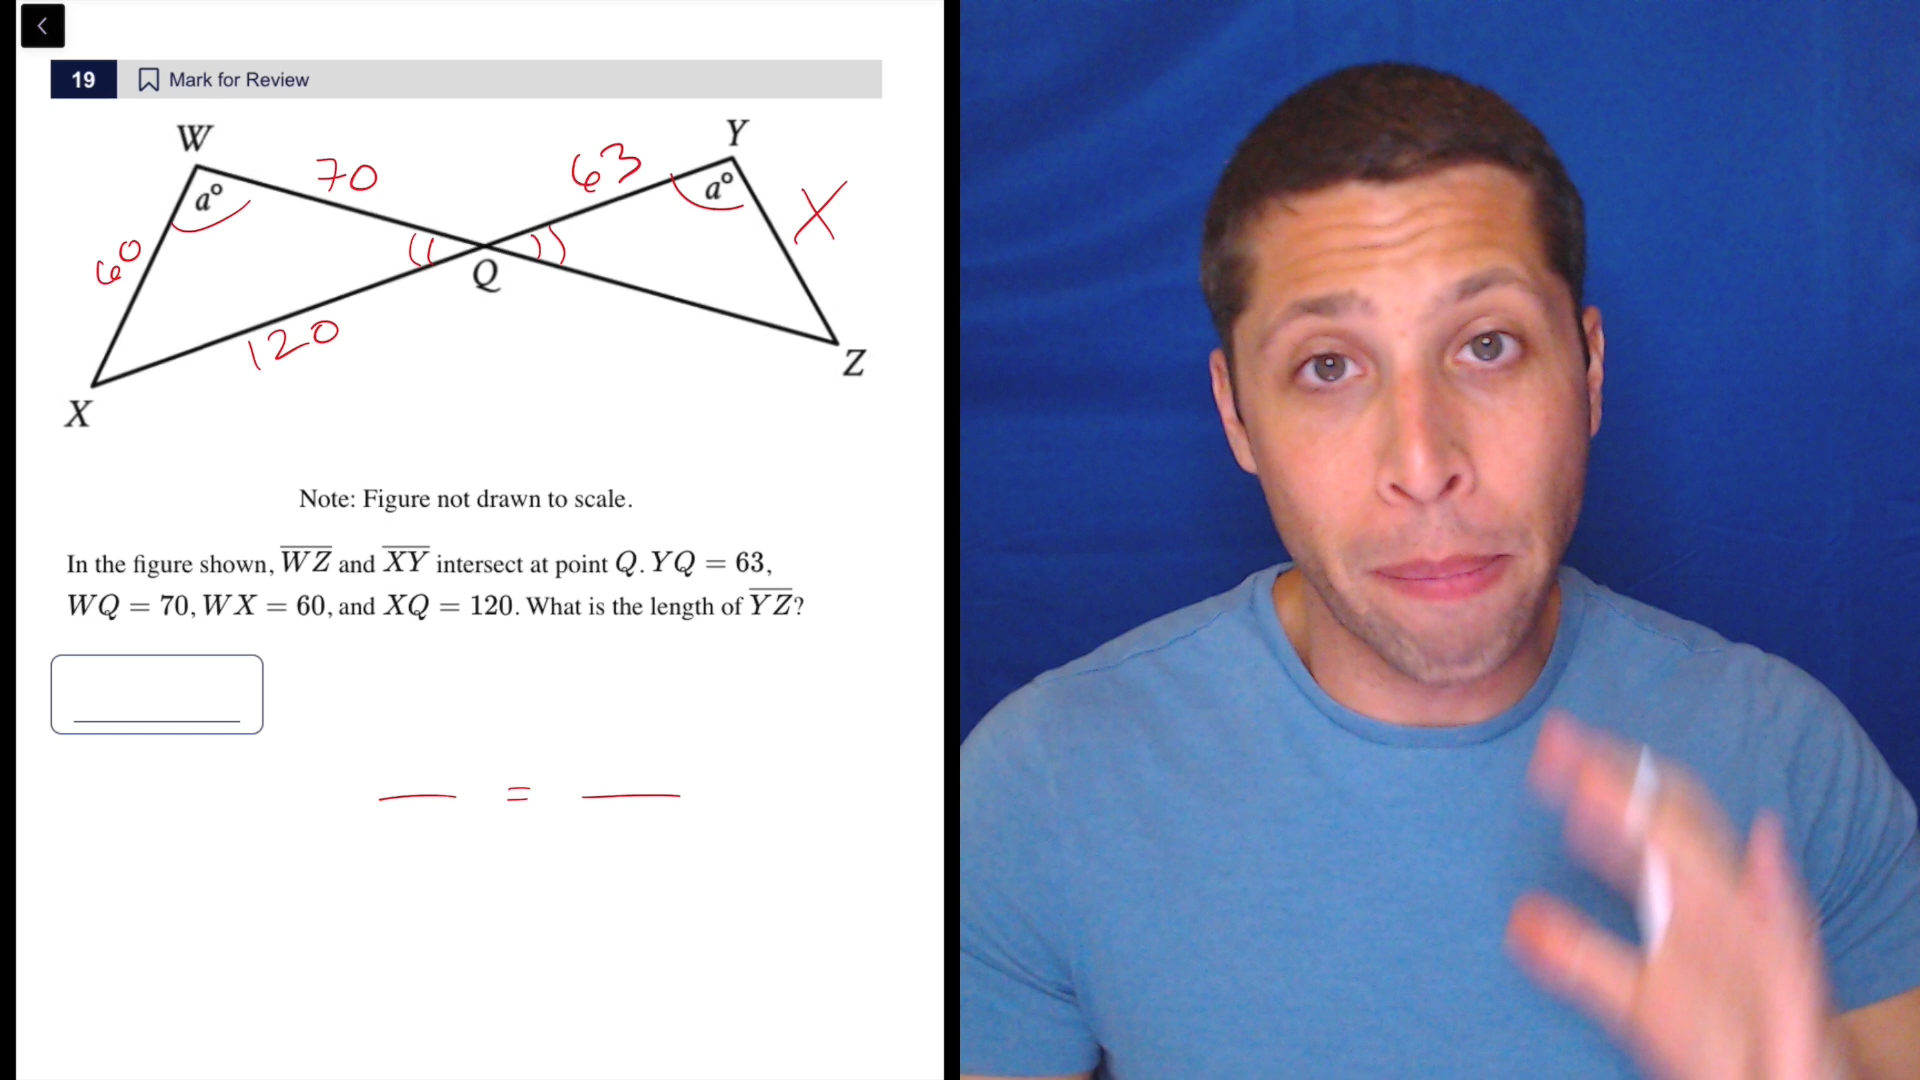 19 Mark for Review
W
Y
70
63
a°
a°
X
60
Q
120
Z
X
Note: Figure not drawn to scale.
In the figure shown, WZ and XY intersect at point Q. YQ = 63,
WQ = 70, WX = 60, and XQ = 120. What is the length of YZ?
=